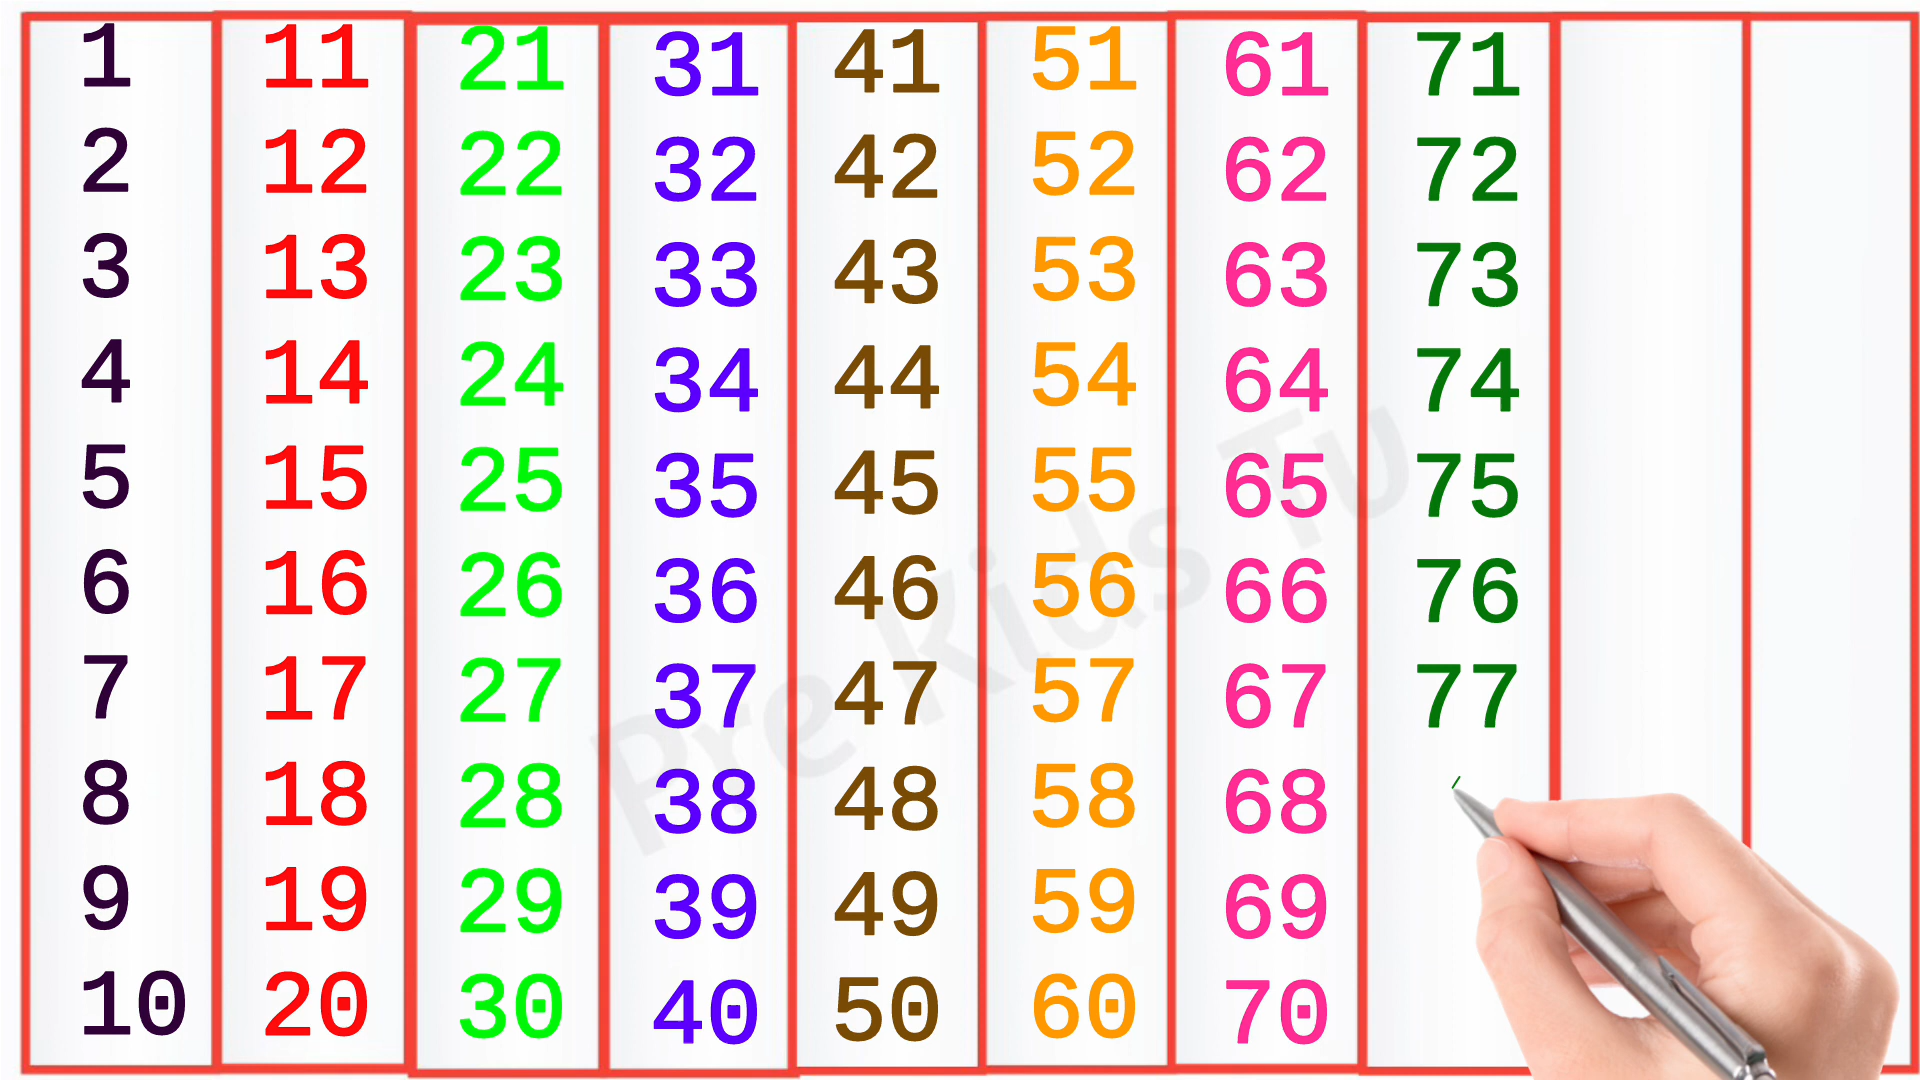 1 11 21 31 41 51 61 71
2 12 22 32 42 52 62 72
3 13 23 33 43 53 63 73
4 14 24 34 44 54 64 74
5 15 25 35 45 55 65 75
6 16 26 36 46 56 66 76
7 17 27 37 47 57 67 77
8 18 28 38 48 58 68
9 19 29 39 49 59 69
10 20 30 40 50 60 70
Pre Kids Tu